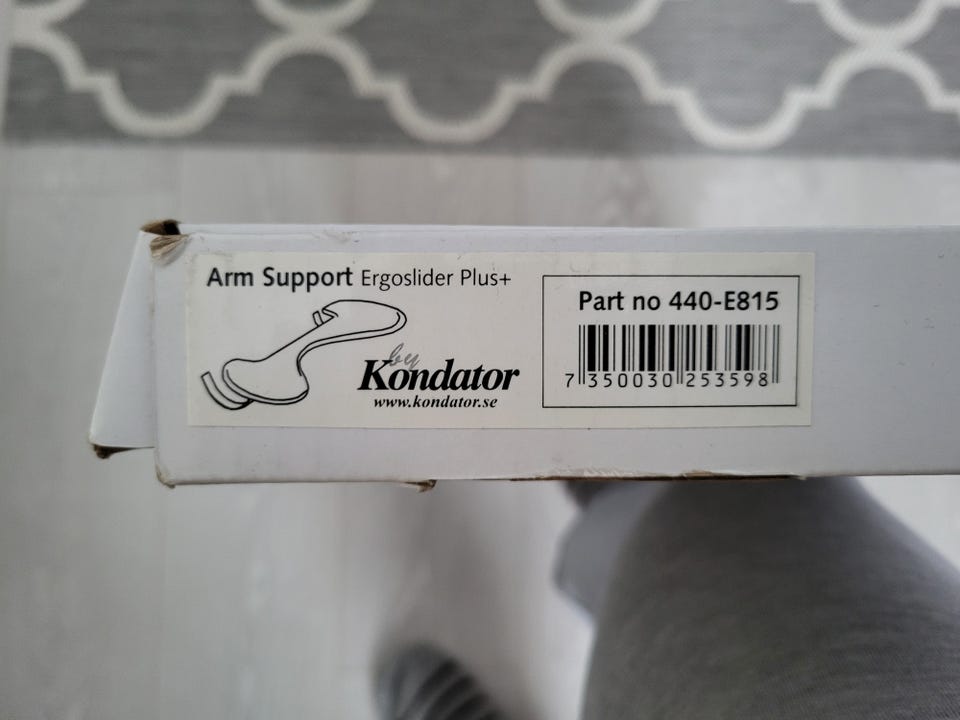 Arm Support Ergoslider Plus+
by
Kondator
www.kondator.se
Part no 440-E815
7 350030 253598